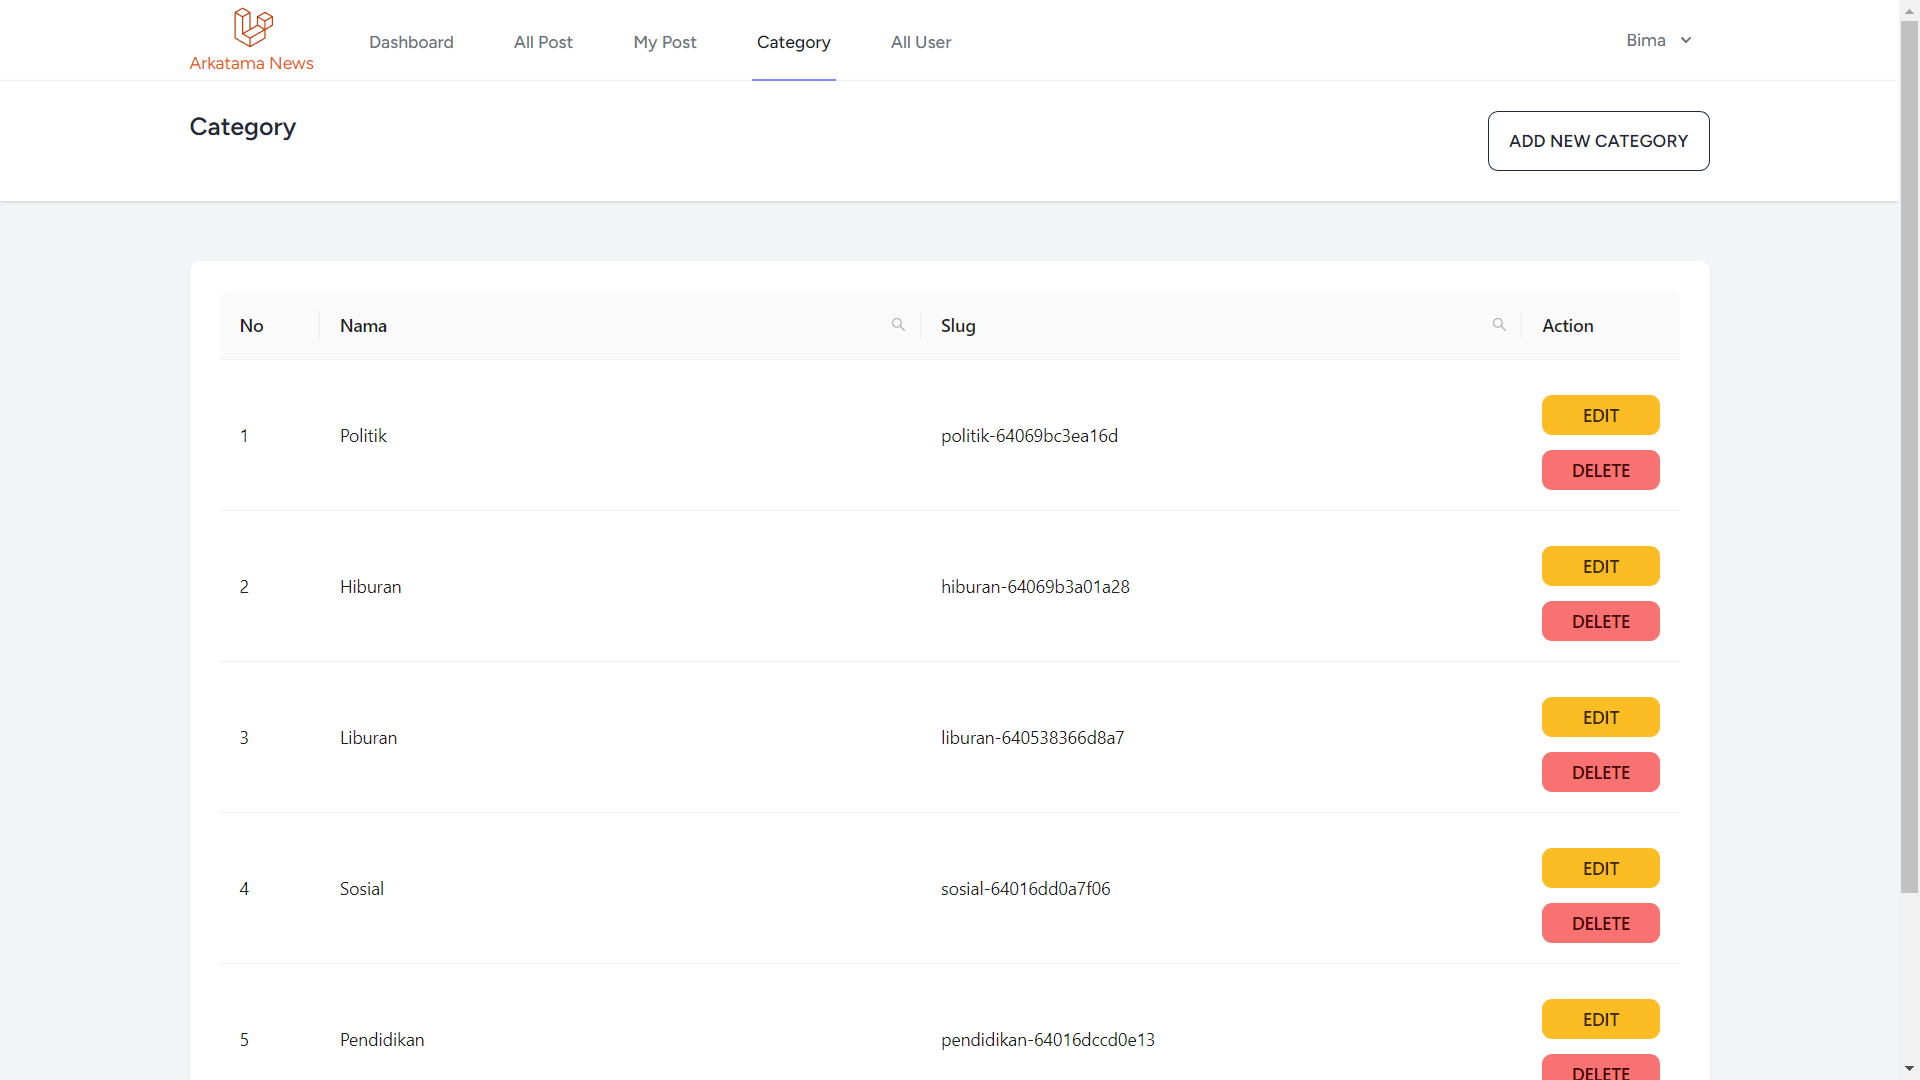 Arkatama News
Dashboard All Post My Post Category All User Bima
Category
ADD NEW CATEGORY
No Nama Slug Action
1 Politik politik-64069bc3ea16d EDIT
DELETE
2 Hiburan hiburan-64069b3a01a28 EDIT
DELETE
3 Liburan liburan-640538366d8a7 EDIT
DELETE
4 Sosial sosial-64016dd0a7f06 EDIT
DELETE
5 Pendidikan pendidikan-64016dccd0e13 EDIT
DELETE